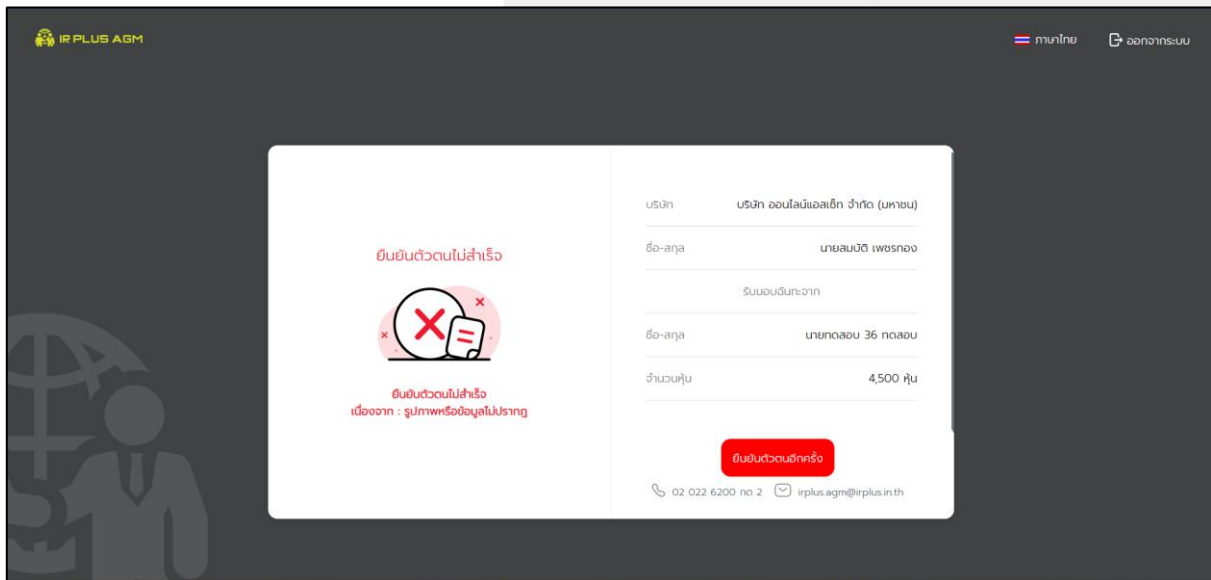 IR PLUS AGM
ภาษาไทย
ออกจากระบบ
ยืนยันตัวตนไม่สำเร็จ
ยืนยันตัวตนไม่สำเร็จ
เนื่องจาก : รูปภาพหรือข้อมูลไม่ปรากฎ
บริษัท บริษัท ออนไลน์แอสเซ็ท จำกัด (มหาชน)
ชื่อ-สกุล นายสมบัติ เพชรทอง
รับมอบฉันทะจาก
ชื่อ-สกุล นายทดสอบ 36 ทดสอบ
จำนวนหุ้น 4,500 หุ้น
ยืนยันตัวตนอีกครั้ง
02 022 6200 กด 2 irplus.agm@irplus.in.th